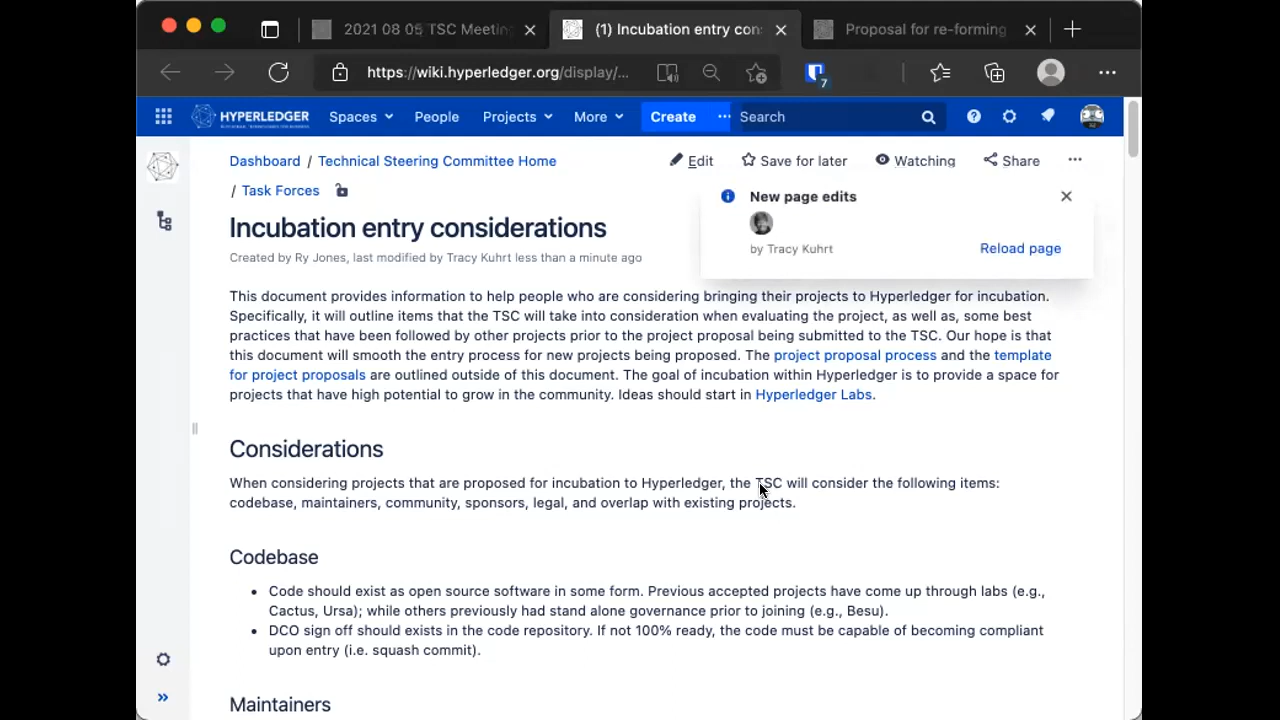 2021 08 05 TSC Meetin
(1) Incubation entry con
Proposal for re-forming
https://wiki.hyperledger.org/display/...
7
HYPERLEDGER
Spaces
People
Projects
More
Create
Search
Dashboard / Technical Steering Committee Home
/ Task Forces
Edit
Save for later
Watching
Share
New page edits
by Tracy Kuhrt
Reload page
Incubation entry considerations
Created by Ry Jones, last modified by Tracy Kuhrt less than a minute ago
This document provides information to help people who are considering bringing their projects to Hyperledger for incubation.
Specifically, it will outline items that the TSC will take into consideration when evaluating the project, as well as, some best
practices that have been followed by other projects prior to the project proposal being submitted to the TSC. Our hope is that
this document will smooth the entry process for new projects being proposed. The project proposal process and the template
for project proposals are outlined outside of this document. The goal of incubation within Hyperledger is to provide a space for
projects that have high potential to grow in the community. Ideas should start in Hyperledger Labs.
Considerations
When considering projects that are proposed for incubation to Hyperledger, the TSC will consider the following items:
codebase, maintainers, community, sponsors, legal, and overlap with existing projects.
Codebase
• Code should exist as open source software in some form. Previous accepted projects have come up through labs (e.g.,
Cactus, Ursa); while others previously had stand alone governance prior to joining (e.g., Besu).
• DCO sign off should exists in the code repository. If not 100% ready, the code must be capable of becoming compliant
upon entry (i.e. squash commit).
Maintainers